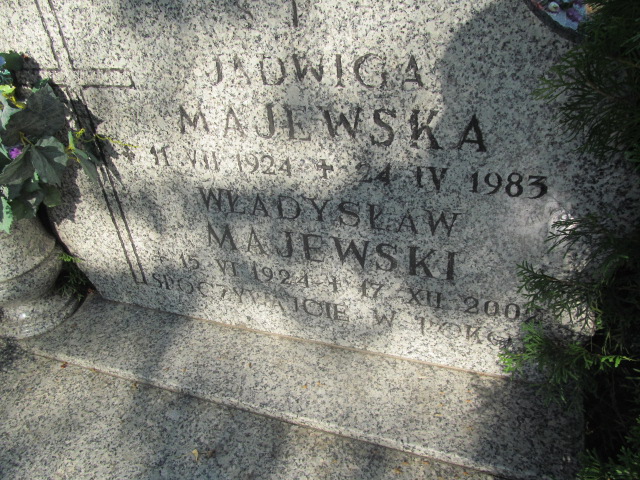 JADWIGA
MAJEWSKA
11 VII 1924 + 24 IV 1983
WŁADYSŁAW
MAJEWSKI
15 VI 1924 + 17 XII
SPOCZYWAJCIE W